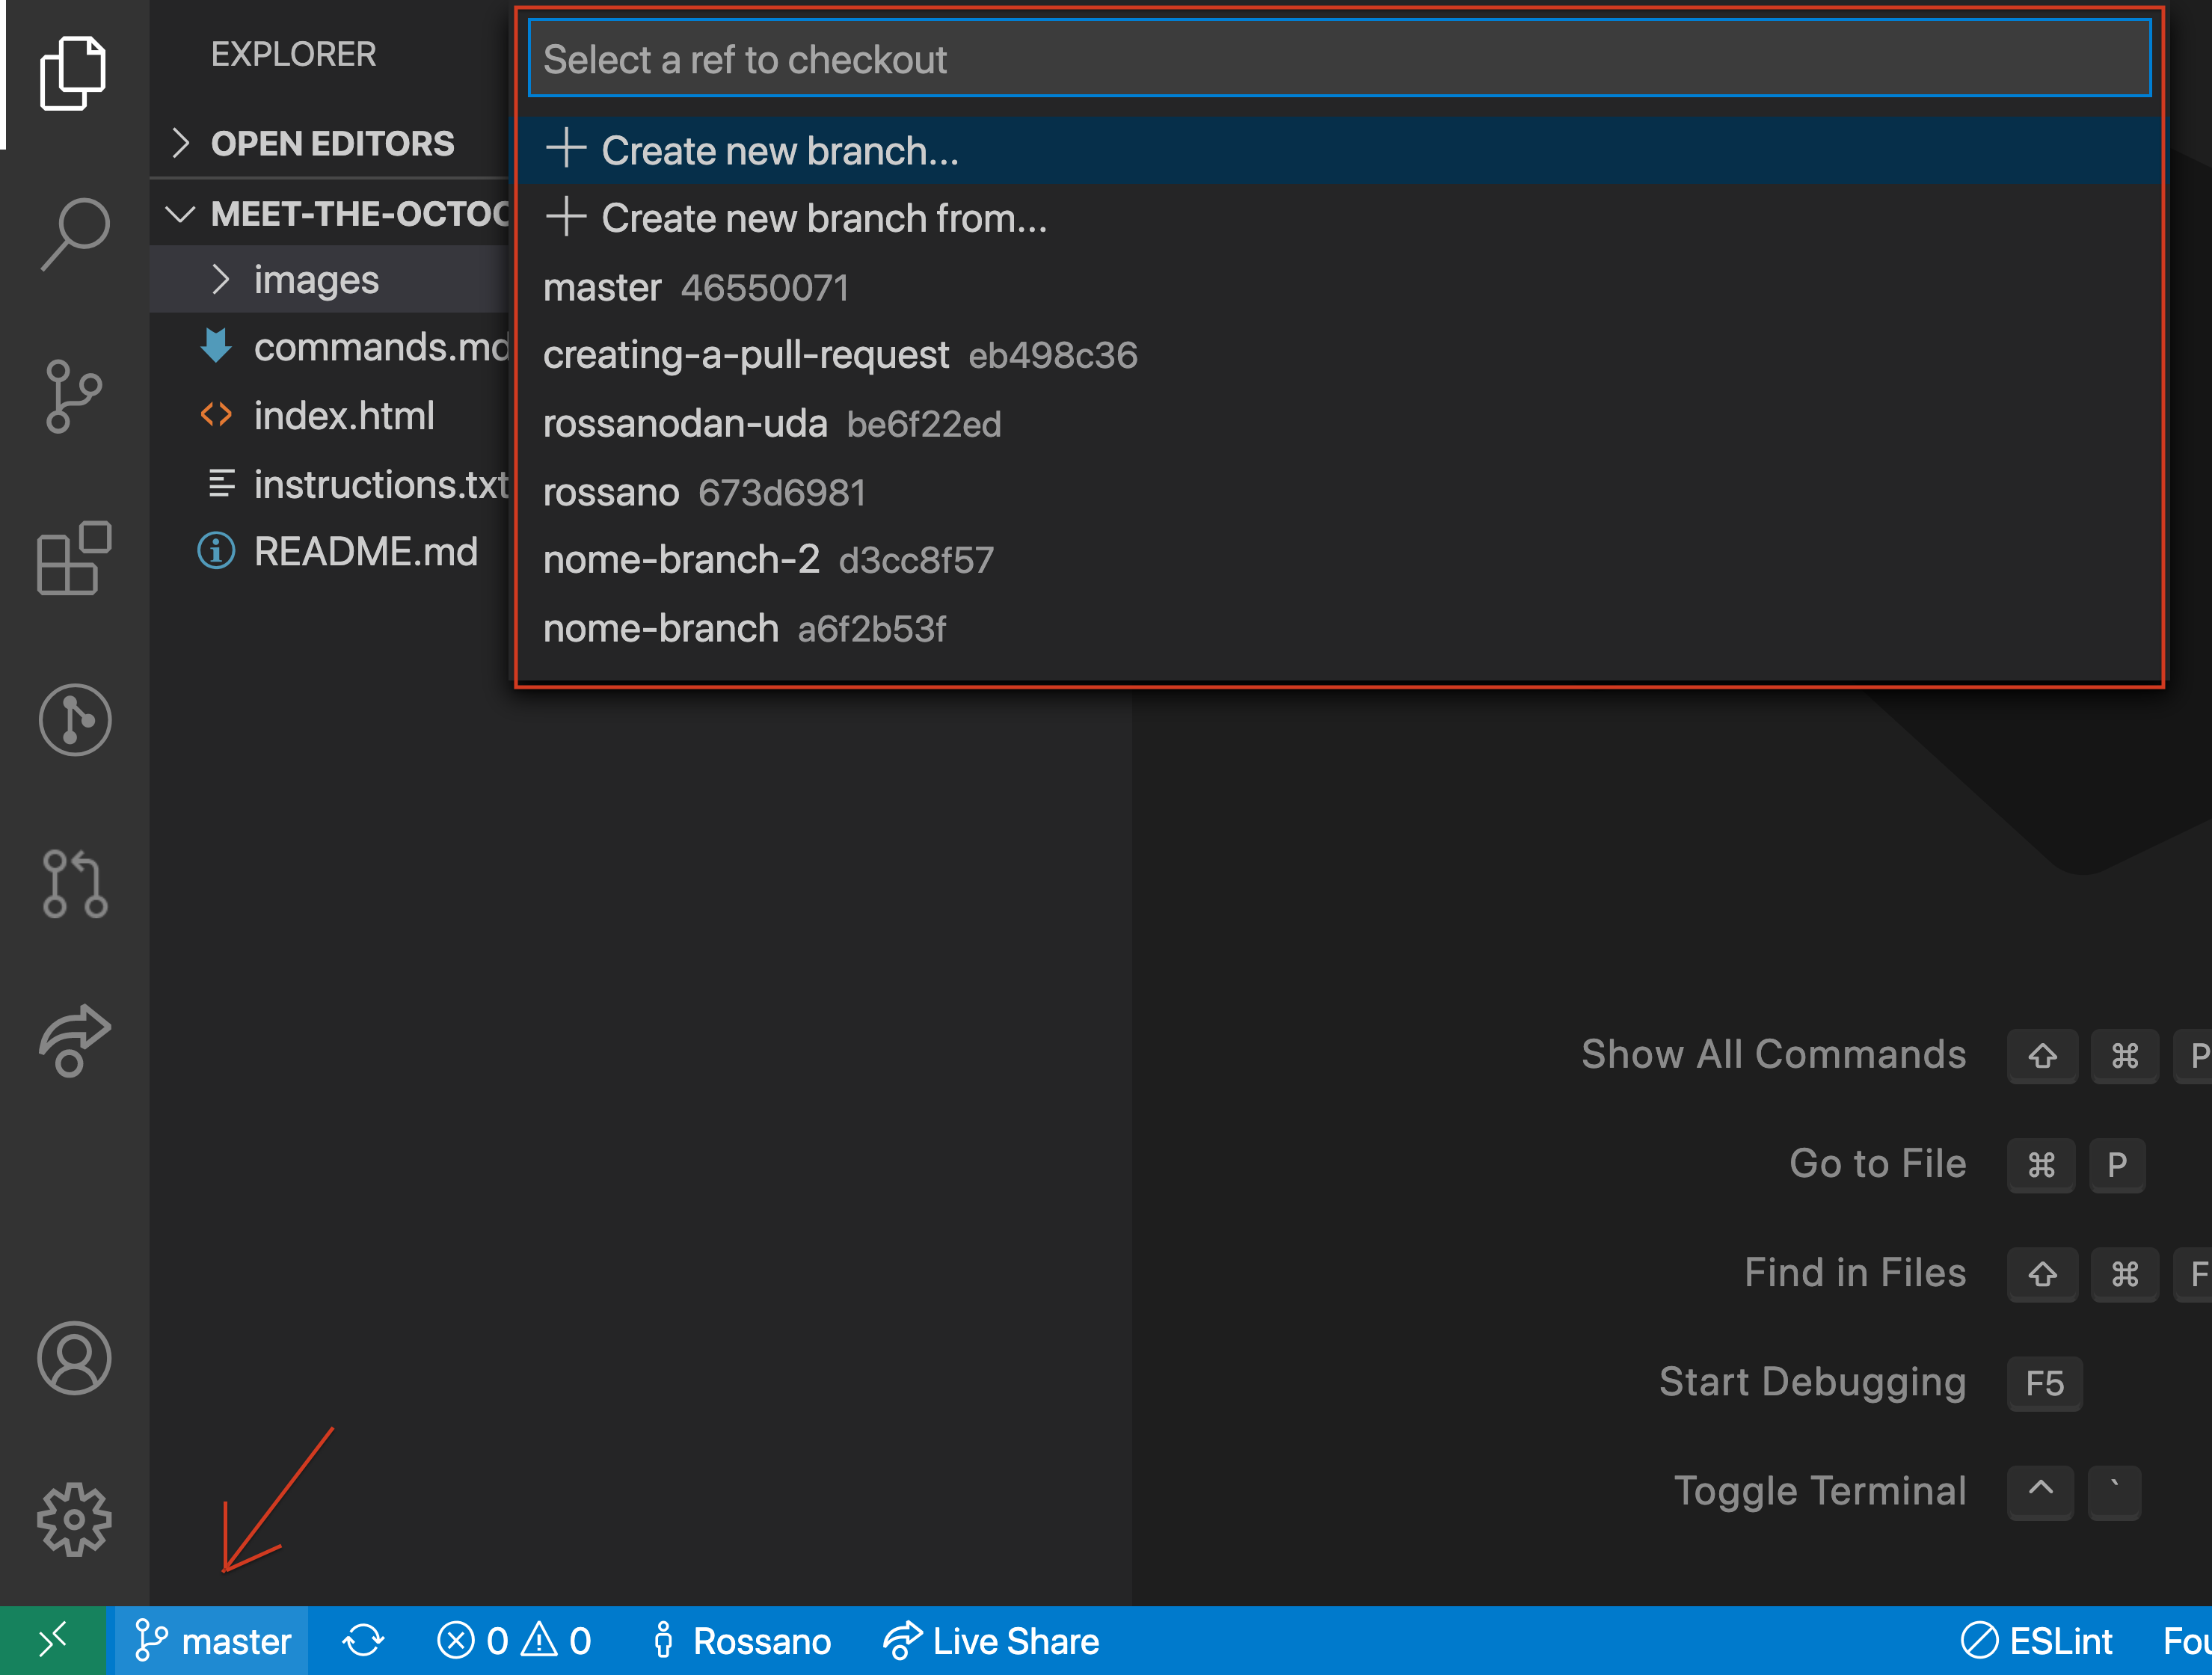 EXPLORER
OPEN EDITORS
MEET-THE-OCTOC
images
commands.md
index.html
instructions.txt
README.md
Select a ref to checkout
Create new branch...
Create new branch from...
master 46550071
creating-a-pull-request eb498c36
rossanodan-uda be6f22ed
rossano 673d6981
nome-branch-2 d3cc8f57
nome-branch a6f2b53f
Show All Commands ⇧ ⌘ P
Go to File ⌘ P
Find in Files ⇧ ⌘ F
Start Debugging F5
Toggle Terminal ^ `
master 0 0 Rossano Live Share ESLint Fou